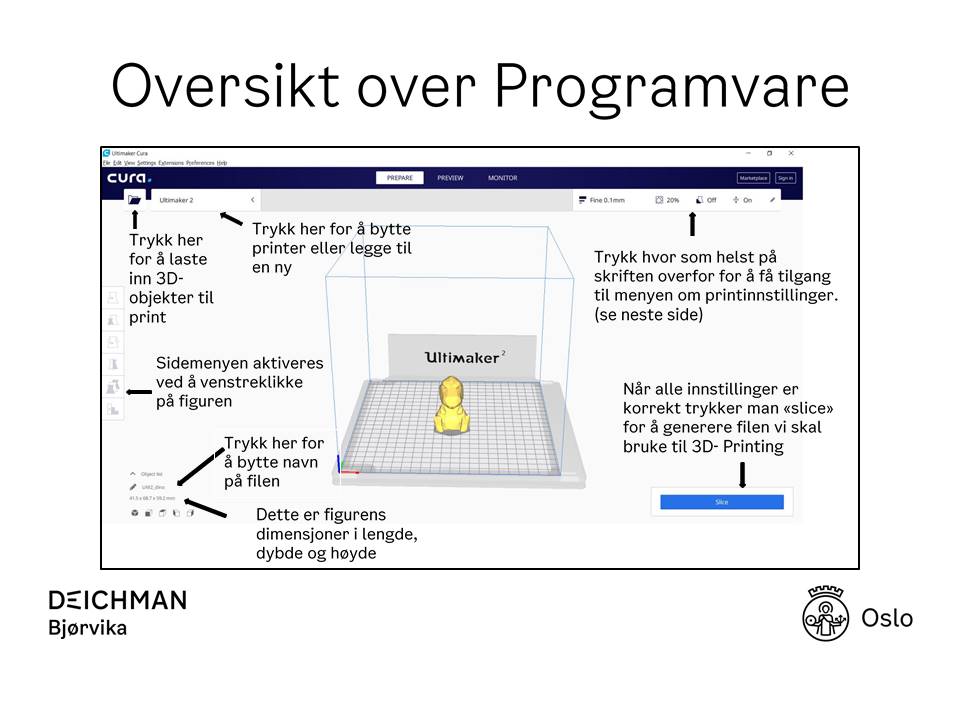 Oversikt over Programvare
Ultimaker Cura
File Edit View Settings Extensions Preferences Help
cura.
PREPARE
PREVIEW
MONITOR
Marketplace
Sign in
Ultimaker 2
Fine 0.1mm
20%
Off
On
Trykk her
for å laste
inn 3D-
objekter til
print
Trykk her for å bytte
printer eller legge til
en ny
Trykk hvor som helst på
skriften overfor for å få tilgang
til menyen om printinnstillinger.
(se neste side)
Ultimaker 2
Sidemenyen aktiveres
ved å venstreklikke
på figuren
Når alle innstillinger er
korrekt trykker man «slice»
for å generere filen vi skal
bruke til 3D- Printing
Trykk her for
å bytte navn
på filen
Object list
UM2_dino
41.5 x 68.7 x 59.2 mm
Slice
Dette er figurens
dimensjoner i lengde,
dybde og høyde
DEICHMAN
Bjørvika
Oslo